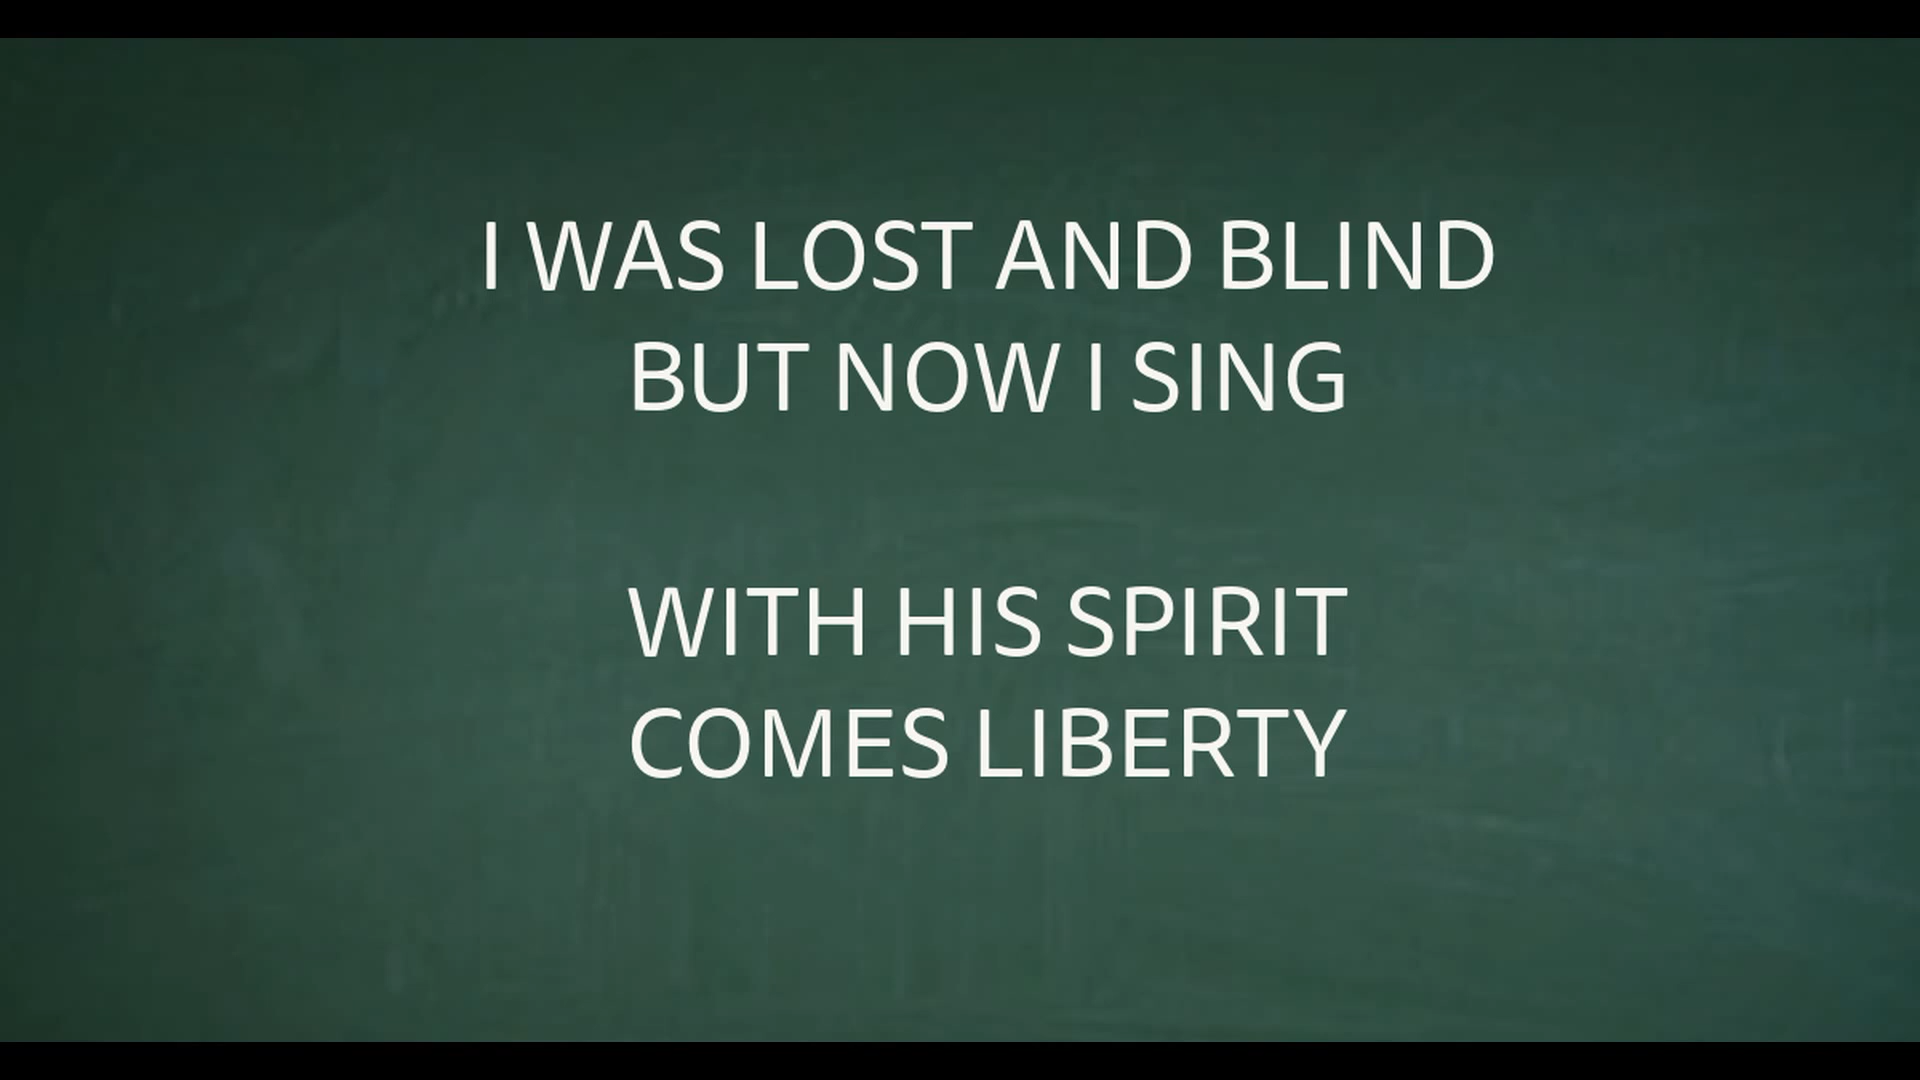 I WAS LOST AND BLIND
BUT NOW I SING
WITH HIS SPIRIT
COMES LIBERTY